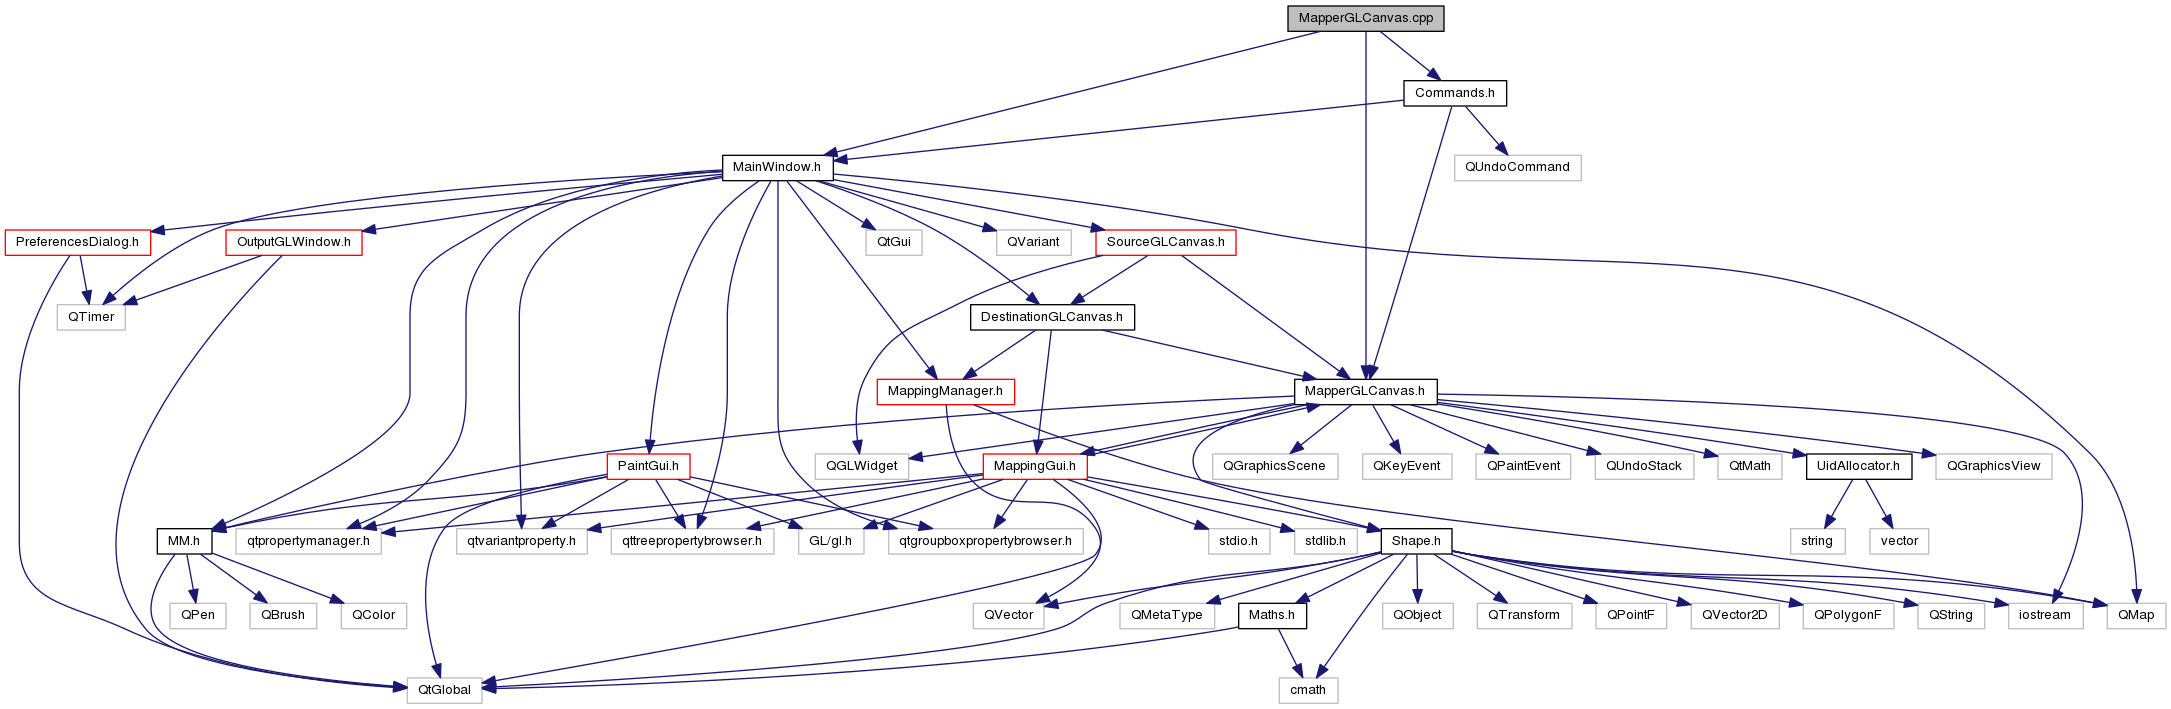 MapperGLCanvas.cpp
Commands.h
MainWindow.h
QUndoCommand
PreferencesDialog.h
OutputGLWindow.h
QtGui
QVariant
SourceGLCanvas.h
QTimer
DestinationGLCanvas.h
MappingManager.h
MapperGLCanvas.h
PaintGui.h
QGLWidget
MappingGui.h
QGraphicsScene
QKeyEvent
QPaintEvent
QUndoStack
QtMath
UidAllocator.h
QGraphicsView
MM.h
qtpropertymanager.h
qtvariantproperty.h
qttreepropertybrowser.h
GL/gl.h
qtgroupboxpropertybrowser.h
stdio.h
stdlib.h
Shape.h
string
vector
QPen
QBrush
QColor
QVector
QMetaType
Maths.h
QObject
QTransform
QPointF
QVector2D
QPolygonF
QString
iostream
QMap
QtGlobal
cmath